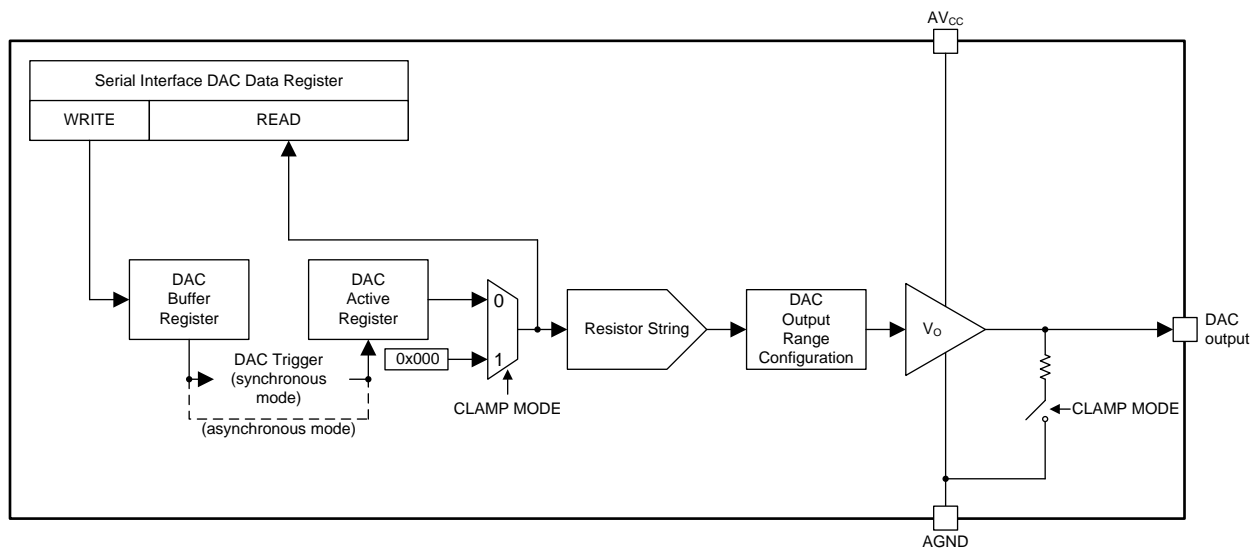 AVCC
Serial Interface DAC Data Register
WRITE
READ
DAC
Buffer
Register
DAC
Active
Register
0
0x000
1
CLAMP MODE
DAC Trigger
(synchronous
mode)
(asynchronous mode)
Resistor String
DAC
Output
Range
Configuration
VO
DAC
output
CLAMP MODE
AGND